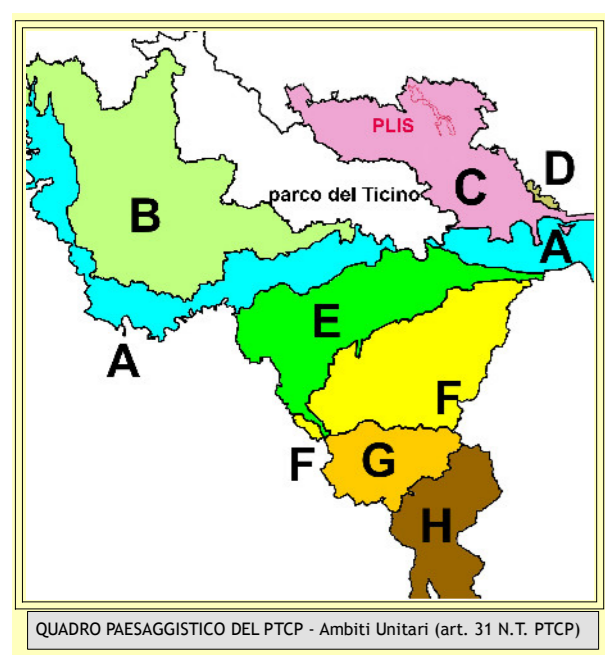 PLIS
D
C
parco del Ticino
B
A
E
A
F
F
G
H
QUADRO PAESAGGISTICO DEL PTCP - Ambiti Unitari (art. 31 N.T. PTCP)